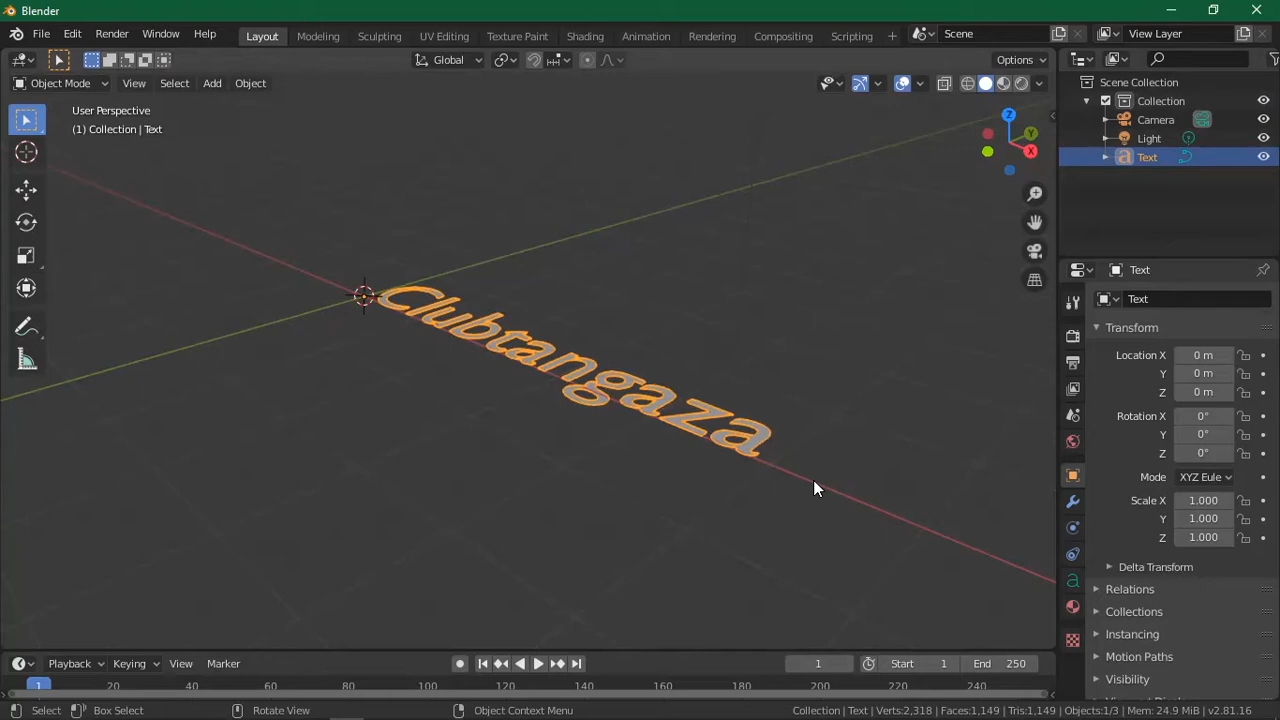 Blender
File Edit Render Window Help Layout Modeling Sculpting UV Editing Texture Paint Shading Animation Rendering Compositing Scripting Scene View Layer
Global Options
Object Mode View Select Add Object
User Perspective
(1) Collection | Text
Z
Y
X
Clubtangaza
Scene Collection
Collection
Camera
Light
Text
Text
Text
Transform
Location X 0 m
Y 0 m
Z 0 m
Rotation X 0°
Y 0°
Z 0°
Mode XYZ Eule
Scale X 1.000
Y 1.000
Z 1.000
Delta Transform
Relations
Collections
Instancing
Motion Paths
Visibility
Playback Keying View Marker 1 Start 1 End 250
1 20 40 60 80 100 120 140 160 180 200 220 240
Select Box Select Rotate View Object Context Menu Collection | Text | Verts:2,318 | Faces:1,149 | Tris:1,149 | Objects:1/3 | Mem: 24.9 MiB | v2.81.16